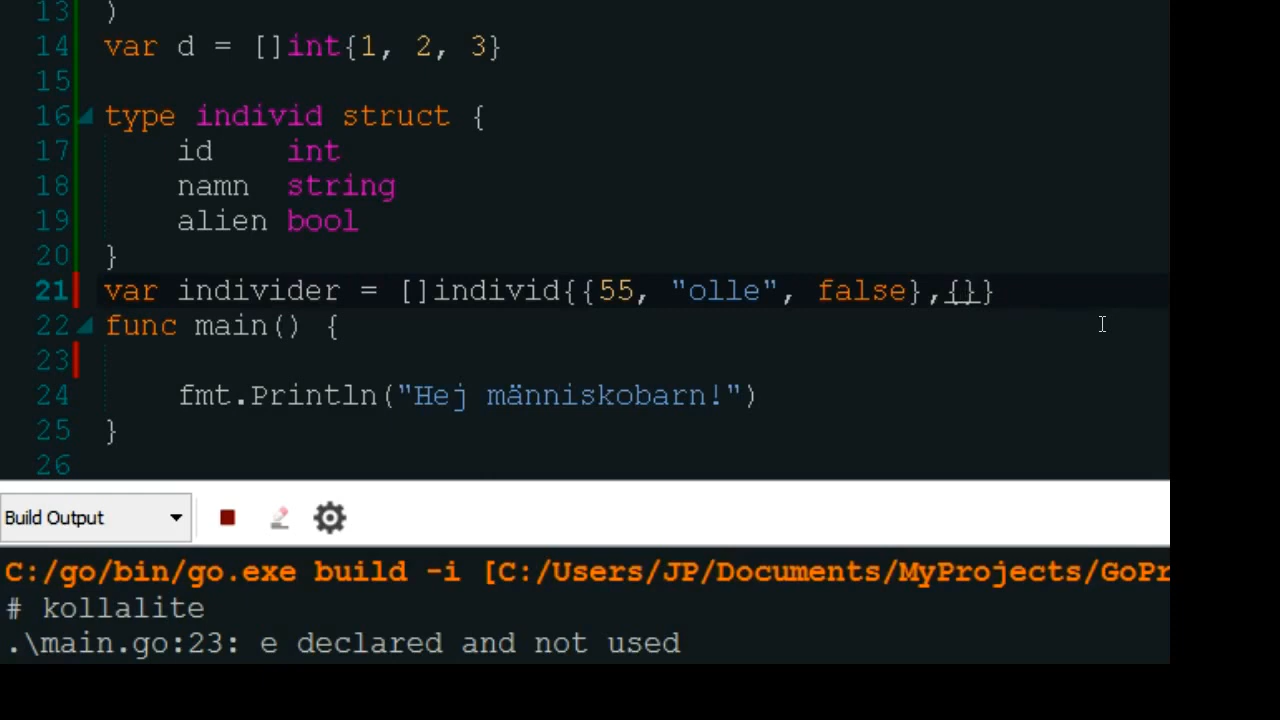 13 )
14 var d = []int{1, 2, 3}
15
16 type individ struct {
17 id int
18 namn string
19 alien bool
20 }
21 var individer = []individ{{55, "olle", false},{}}
22 func main() {
23
24 fmt.Println("Hej människobarn!")
25 }
26
Build Output
C:/go/bin/go.exe build -i [C:/Users/JP/Documents/MyProjects/GoPr
# kollalite
.\main.go:23: e declared and not used